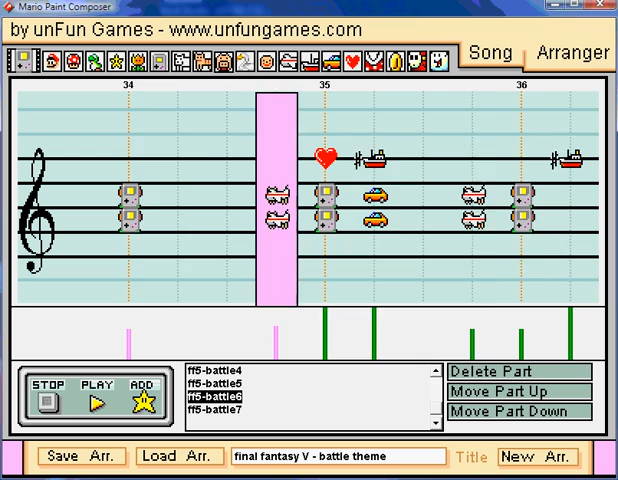 Mario Paint Composer
by unFun Games - www.unfungames.com
Song
Arranger
34
35
36
STOP
PLAY
ADD
ff5-battle4
ff5-battle5
ff5-battle6
ff5-battle7
Delete Part
Move Part Up
Move Part Down
Save Arr.
Load Arr.
final fantasy V - battle theme
Title
New Arr.